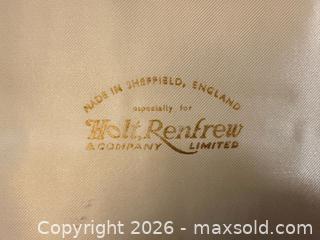 MADE IN SHEFFIELD, ENGLAND
especially for
Holt, Renfrew
& COMPANY LIMITED
Copyright 2026 - maxsold.com